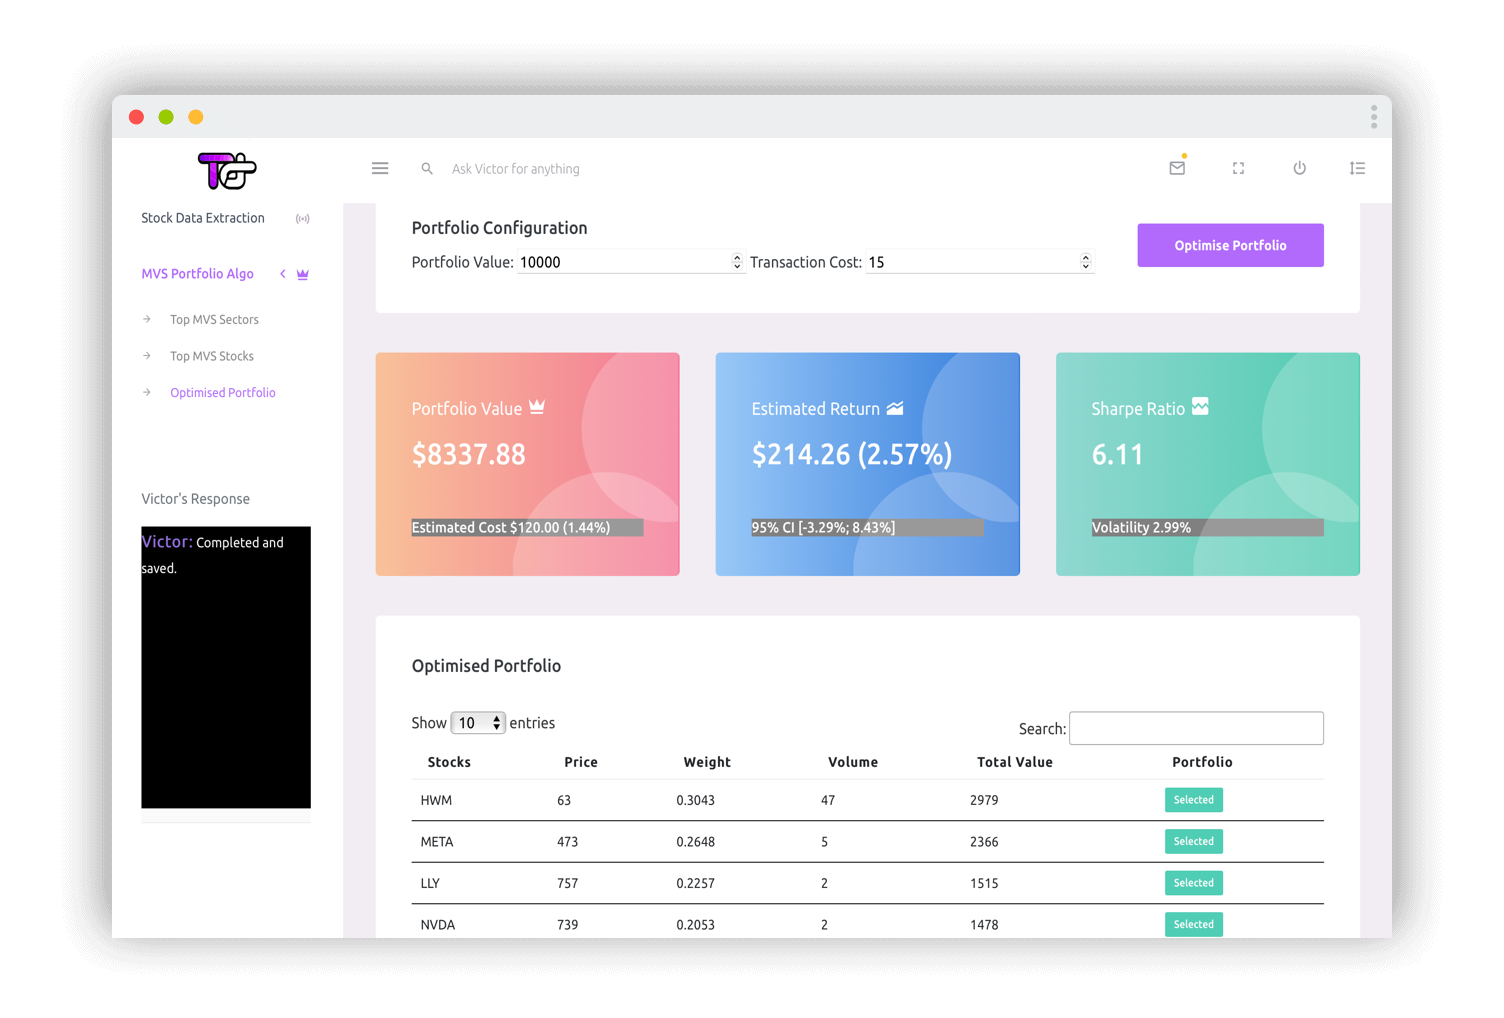 Ask Victor for anything
Stock Data Extraction
MVS Portfolio Algo
Top MVS Sectors
Top MVS Stocks
Optimised Portfolio
Victor's Response
Victor: Completed and
saved.
Portfolio Configuration
Portfolio Value: 10000 Transaction Cost: 15
Optimise Portfolio
Portfolio Value
$8337.88
Estimated Cost $120.00 (1.44%)
Estimated Return
$214.26 (2.57%)
95% CI [-3.29%; 8.43%]
Sharpe Ratio
6.11
Volatility 2.99%
Optimised Portfolio
Show 10 entries
Search:
Stocks Price Weight Volume Total Value Portfolio
HWM 63 0.3043 47 2979 Selected
META 473 0.2648 5 2366 Selected
LLY 757 0.2257 2 1515 Selected
NVDA 739 0.2053 2 1478 Selected